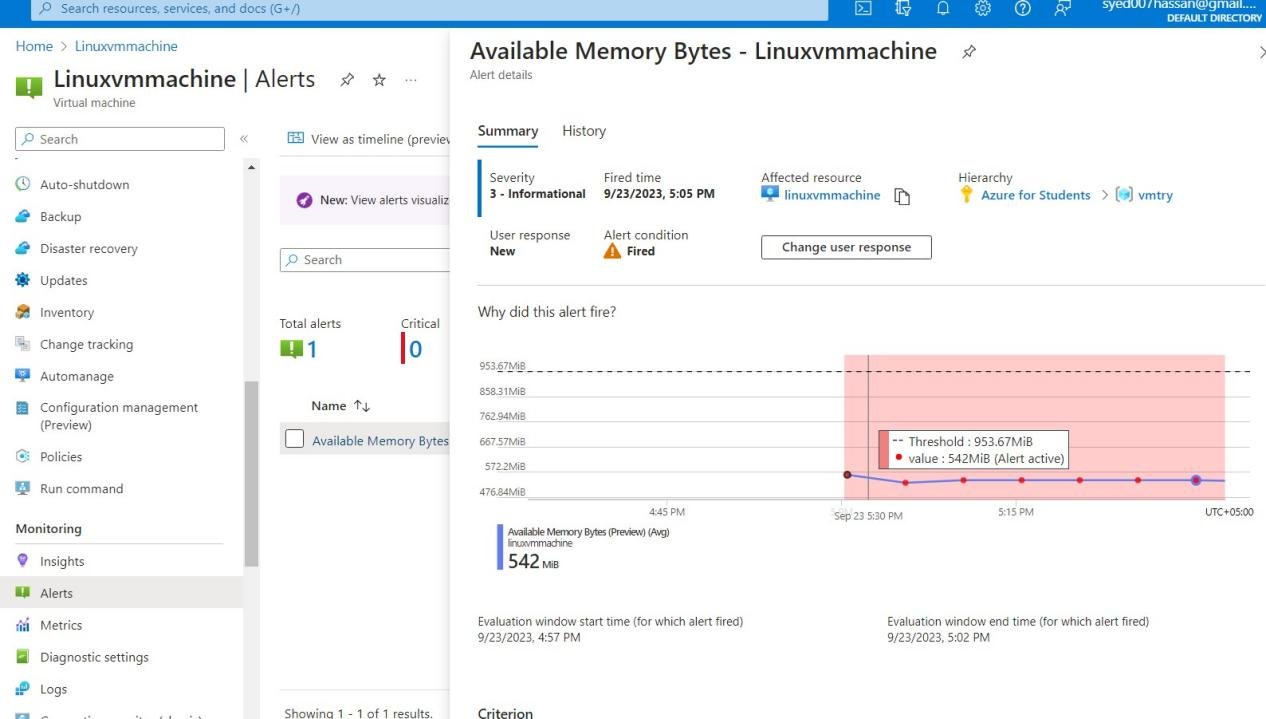 Search resources, services, and docs (G+/)
syed007hassan@gmail....
DEFAULT DIRECTORY
Home > Linuxvmmachine
Linuxvmmachine | Alerts
Virtual machine
Search
Auto-shutdown
Backup
Disaster recovery
Updates
Inventory
Change tracking
Automanage
Configuration management
(Preview)
Policies
Run command
Monitoring
Insights
Alerts
Metrics
Diagnostic settings
Logs
View as timeline (preview
New: View alerts visualiz
Search
Total alerts
1
Critical
0
Name
Available Memory Bytes
Showing 1 - 1 of 1 results.
Available Memory Bytes - Linuxvmmachine
Alert details
Summary
History
Severity
3 - Informational
Fired time
9/23/2023, 5:05 PM
Affected resource
linuxvmmachine
Hierarchy
Azure for Students > vmtry
User response
New
Alert condition
Fired
Change user response
Why did this alert fire?
953.67MiB
858.31MiB
762.94MiB
667.57MiB
572.2MiB
476.84MiB
-- Threshold : 953.67MiB
value : 542MiB (Alert active)
4:45 PM
Sep 23 5:30 PM
5:15 PM
UTC+05:00
Available Memory Bytes (Preview) (Avg)
linuxvmmachine
542 MiB
Evaluation window start time (for which alert fired)
9/23/2023, 4:57 PM
Evaluation window end time (for which alert fired)
9/23/2023, 5:02 PM
Criterion